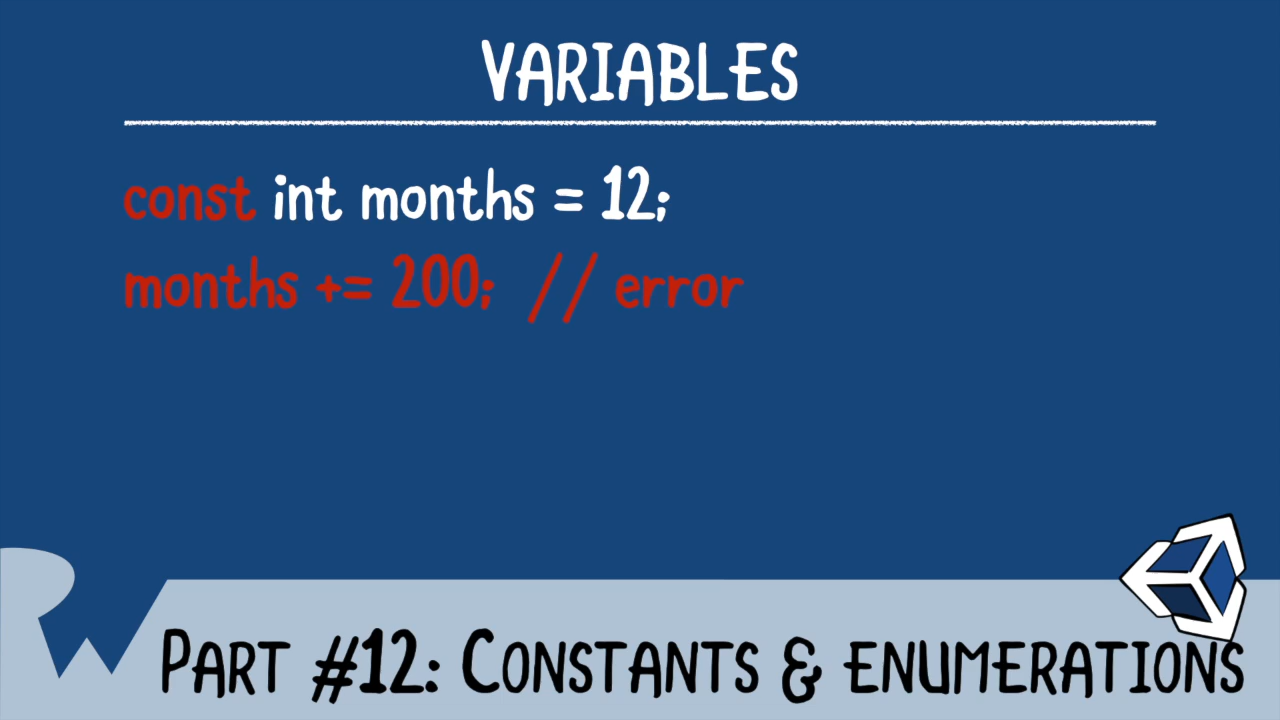 VARIABLES
const int months = 12;
months += 200;  // error
PART #12: CONSTANTS & ENUMERATIONS